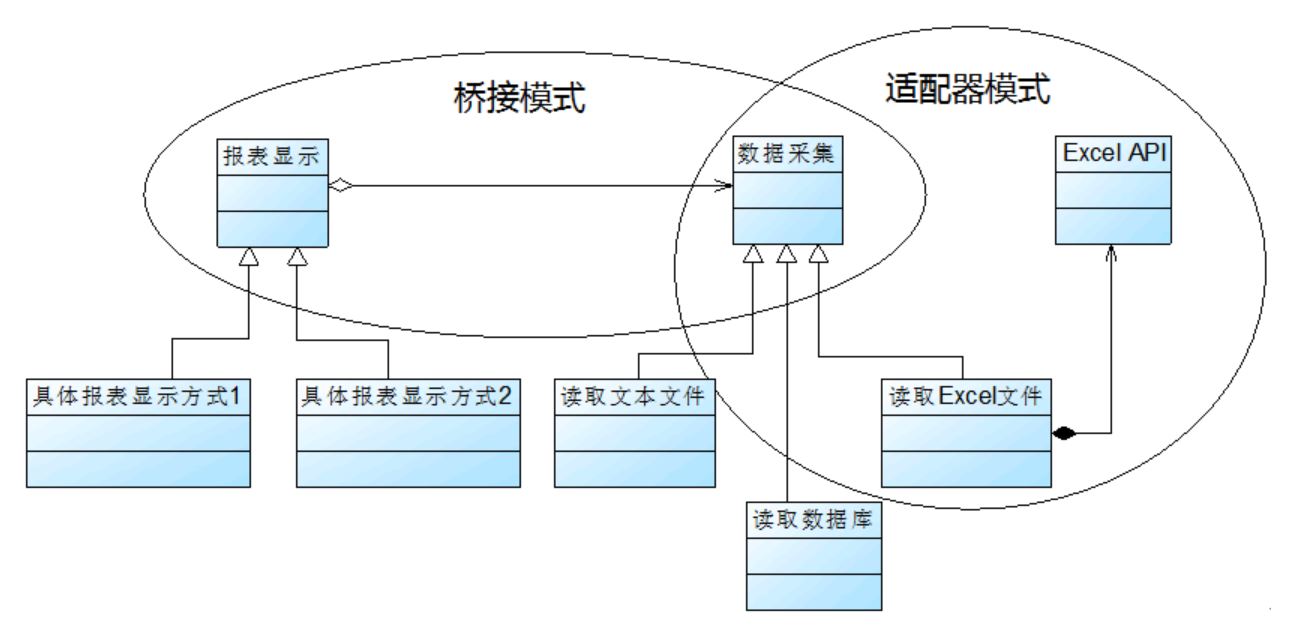 桥接模式
适配器模式
报表显示
数据采集
Excel API
具体报表显示方式1
具体报表显示方式2
读取文本文件
读取Excel文件
读取数据库